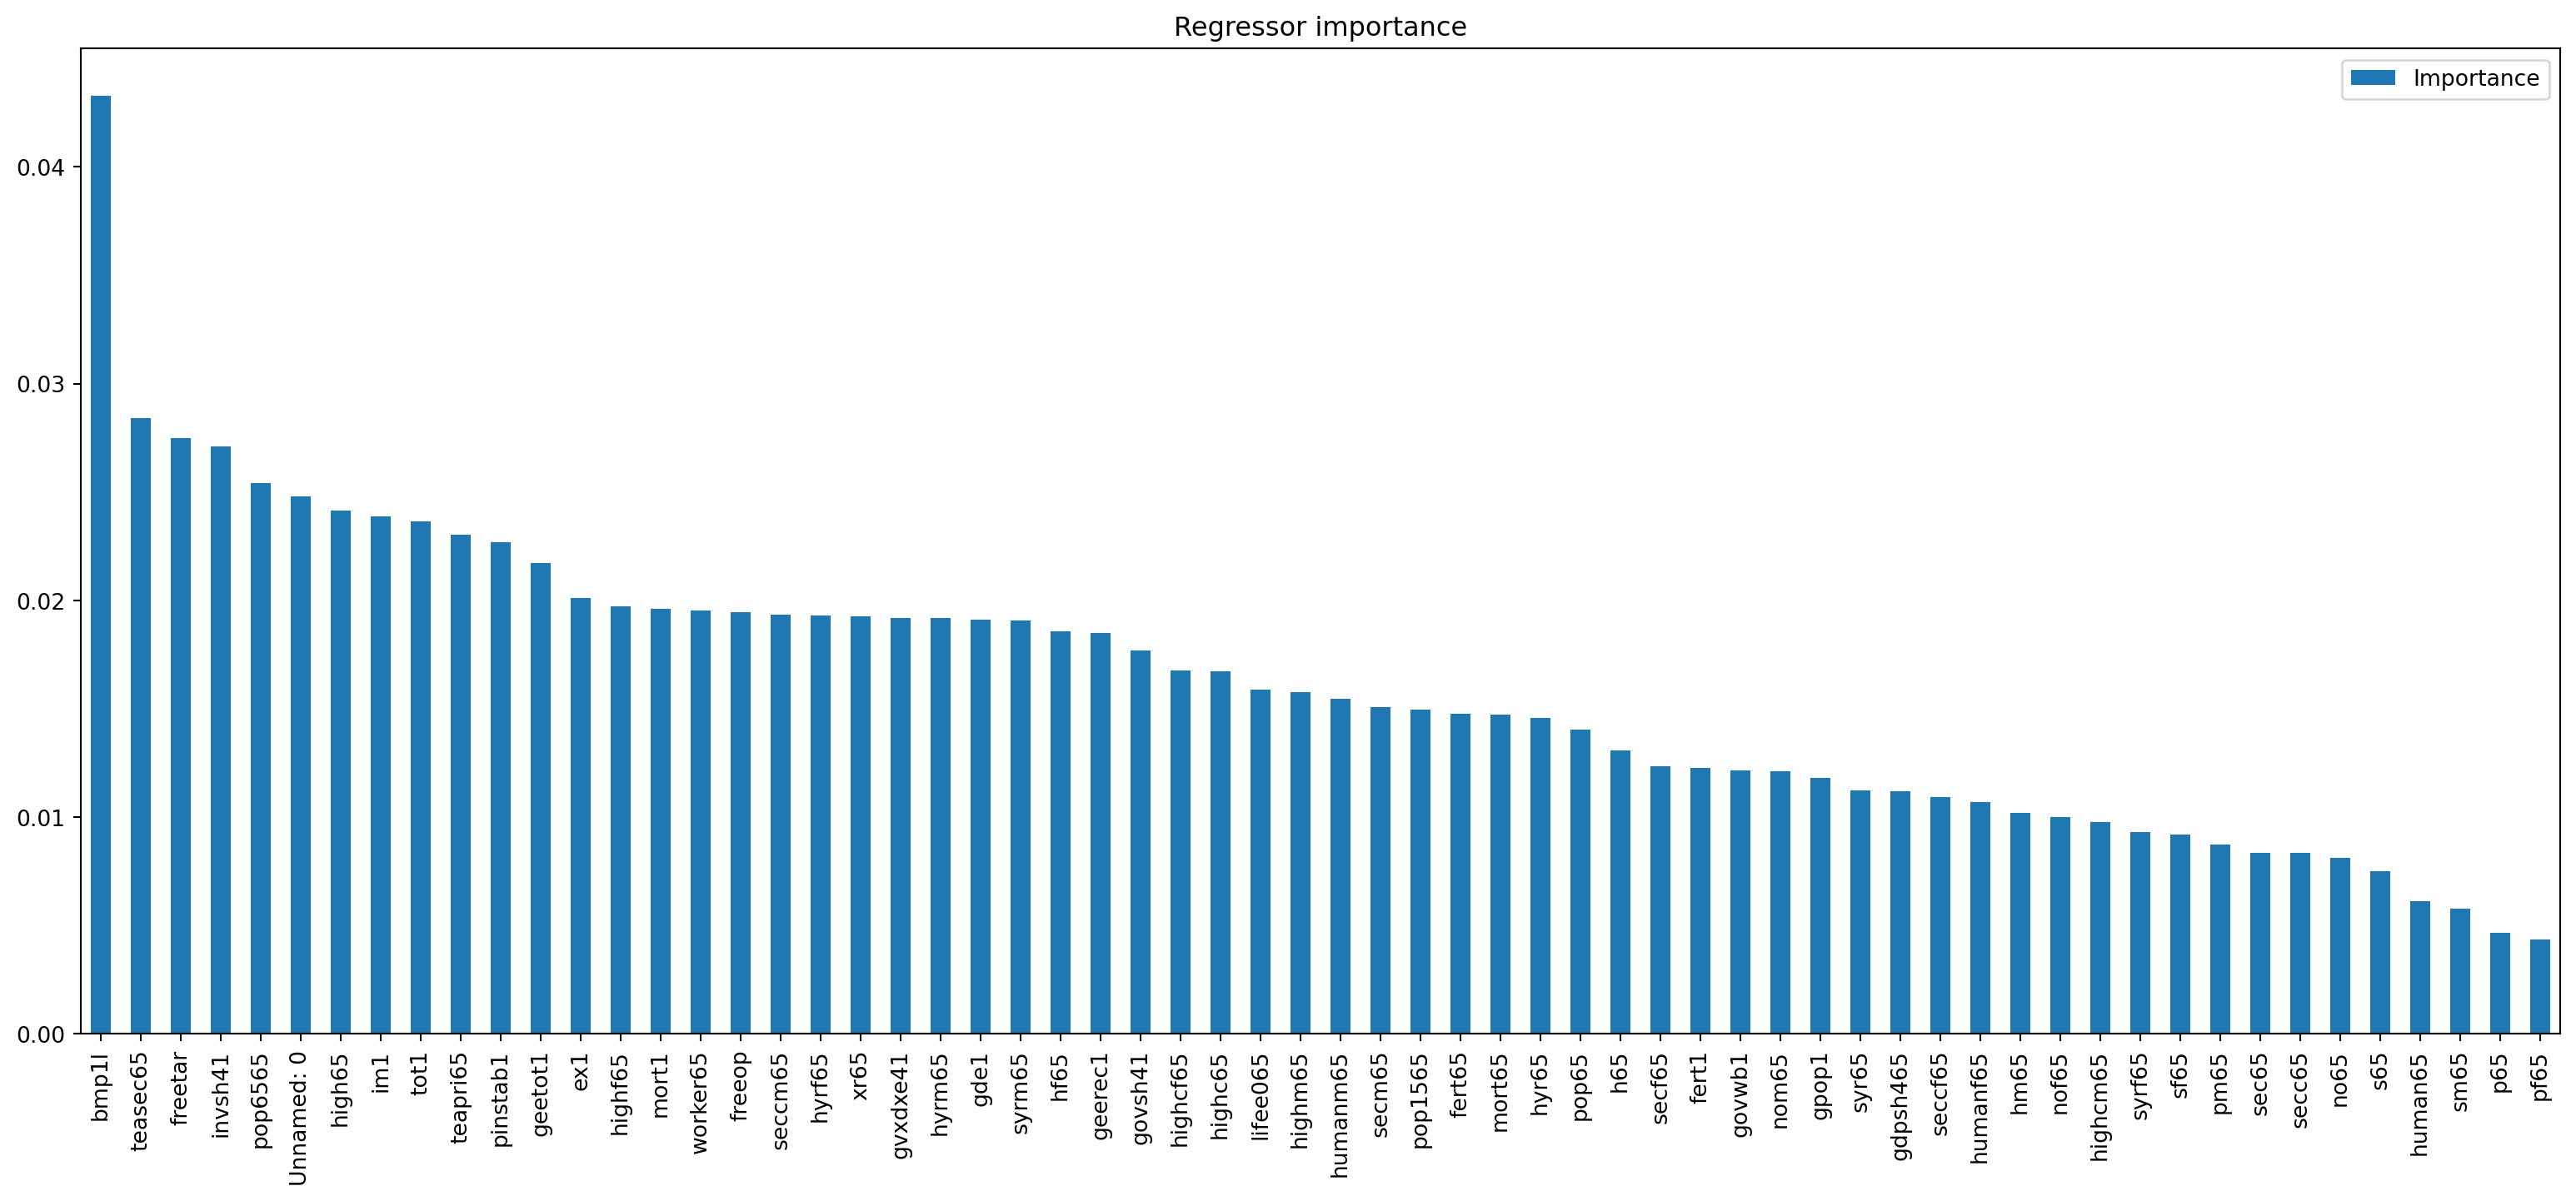 Regressor importance
Importance
0.04
0.03
0.02
0.01
0.00
bmp1l
teasec65
freetar
invsh41
pop6565
Unnamed: 0
high65
im1
tot1
teapri65
pinstab1
geetot1
ex1
highf65
mort1
worker65
freeop
seccm65
hyrf65
xr65
gvxdxe41
hyrm65
gde1
syrm65
hf65
geerec1
govsh41
highcf65
highc65
lifee065
highm65
humanm65
secm65
pop1565
fert65
mort65
hyr65
pop65
h65
secf65
fert1
govwb1
nom65
gpop1
syr65
gdpsh465
seccf65
humanf65
hm65
nof65
highcm65
syrf65
sf65
pm65
sec65
secc65
no65
s65
human65
sm65
p65
pf65